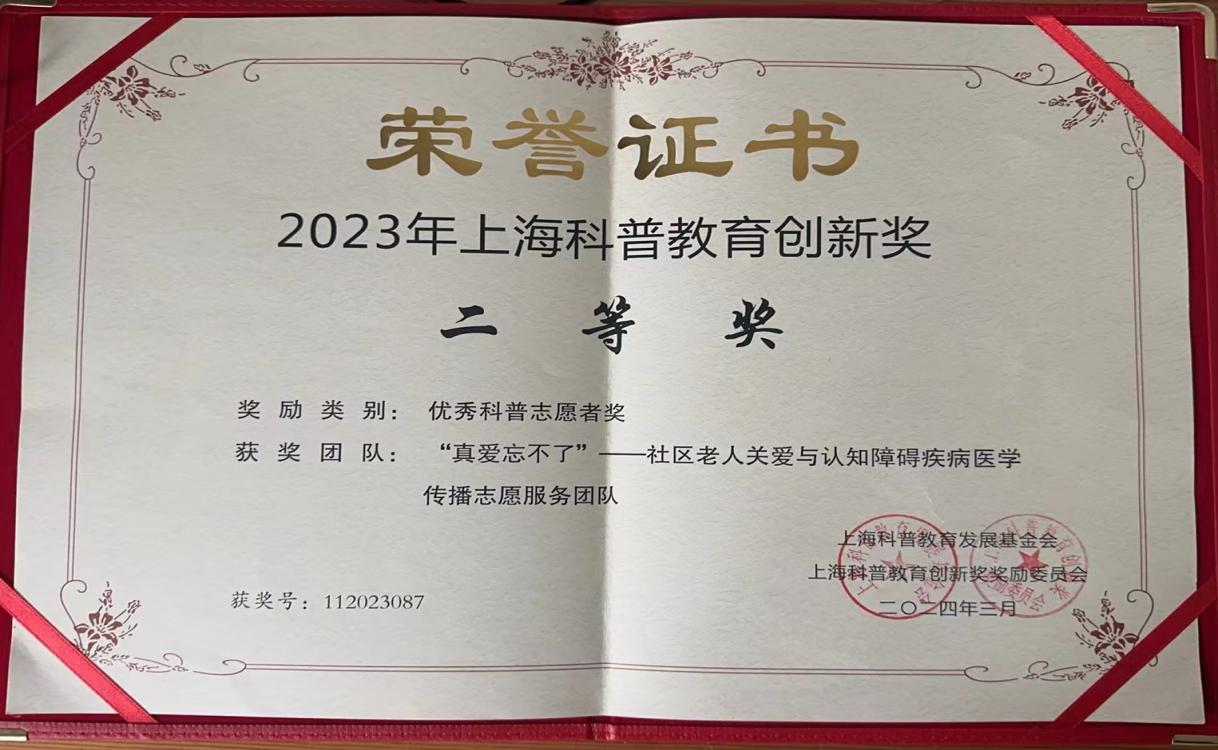 荣誉证书
2023年上海科普教育创新奖
二等奖
奖励类别：优秀科普志愿者奖
获奖团队：“真爱忘不了”——社区老人关爱与认知障碍疾病医学
传播志愿服务团队
上海科普教育发展基金会
上海科普教育创新奖奖励委员会
二〇二四年三月
获奖号：112023087